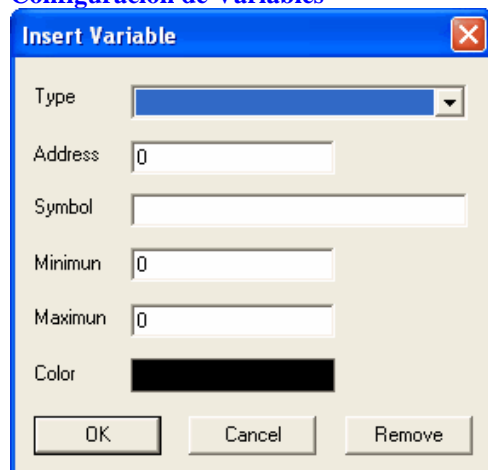 Configuración de Variables
Insert Variable
Type
Address 0
Symbol
Minimun 0
Maximun 0
Color
OK Cancel Remove